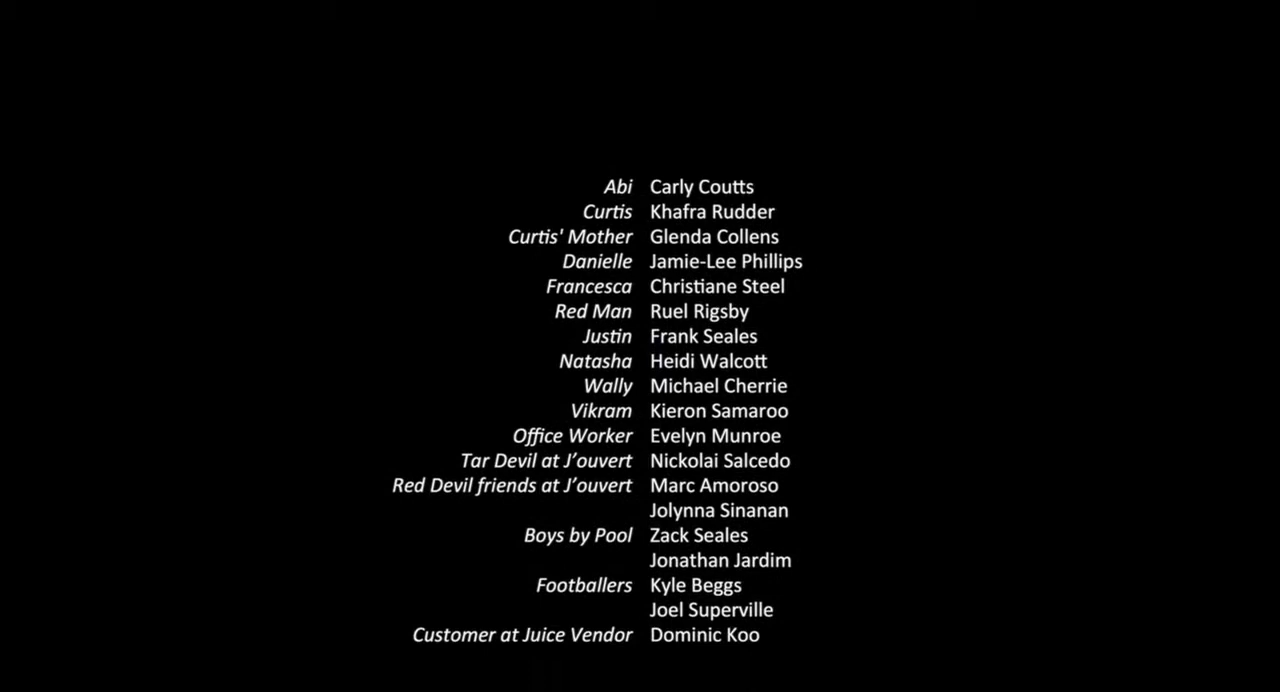 Abi Carly Coutts
Curtis Khafra Rudder
Curtis' Mother Glenda Collens
Danielle Jamie-Lee Phillips
Francesca Christiane Steel
Red Man Ruel Rigsby
Justin Frank Seales
Natasha Heidi Walcott
Wally Michael Cherrie
Vikram Kieron Samaroo
Office Worker Evelyn Munroe
Tar Devil at J’ouvert Nickolai Salcedo
Red Devil friends at J’ouvert Marc Amoroso
Jolynna Sinanan
Boys by Pool Zack Seales
Jonathan Jardim
Footballers Kyle Beggs
Joel Superville
Customer at Juice Vendor Dominic Koo